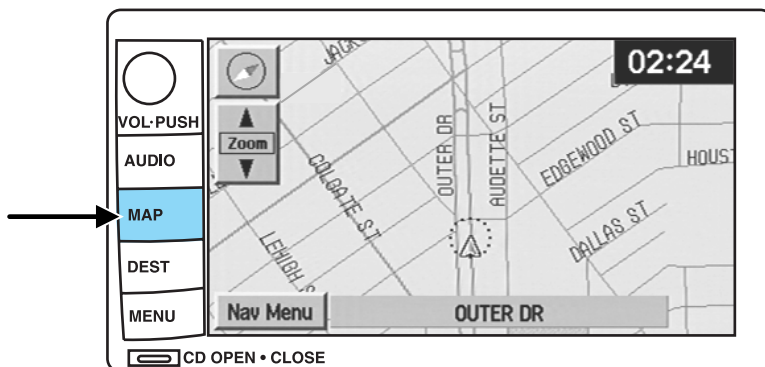 02:24
VOL·PUSH
Zoom
AUDIO
MAP
DEST
MENU
OUTER DR
AUDETTE ST
EDGEWOOD ST
COLGATE ST
DALLAS ST
Nav Menu
OUTER DR
CD OPEN • CLOSE